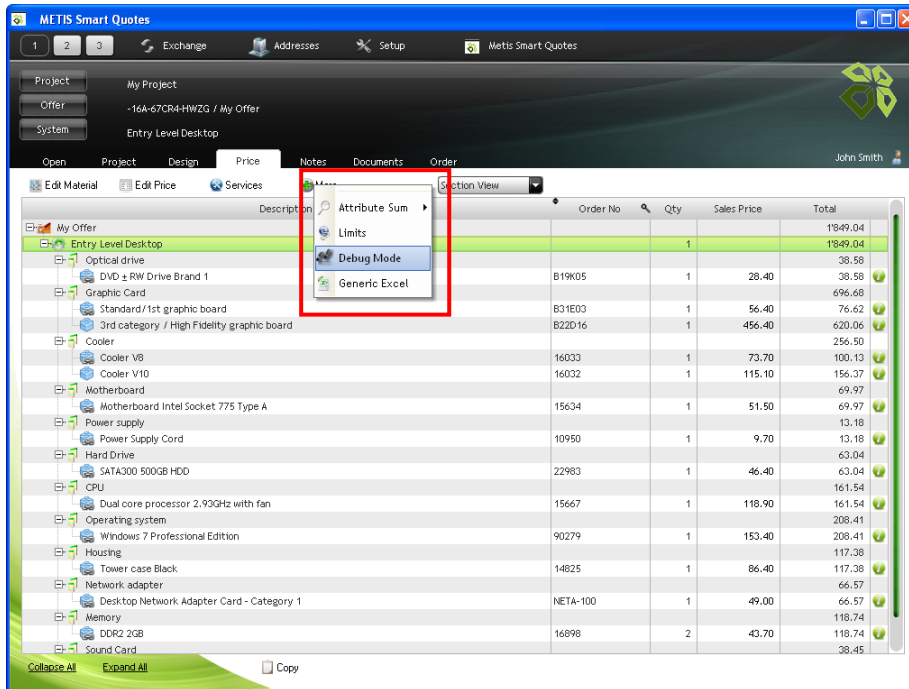 METIS Smart Quotes
1 2 3 Exchange Addresses Setup Metis Smart Quotes
Project My Project
Offer -16A-67CR4-HWZG / My Offer
System Entry Level Desktop
Open Project Design Price Notes Documents Order John Smith
Edit Material Edit Price Services More Section View
Description Order No Qty Sales Price Total
Attribute Sum
Limits
Debug Mode
Generic Excel
My Offer 1'849.04
Entry Level Desktop 1 1'849.04
Optical drive 38.58
DVD ± RW Drive Brand 1 B19K05 1 28.40 38.58
Graphic Card 696.68
Standard/1st graphic board B31E03 1 56.40 76.62
3rd category / High Fidelity graphic board B22D16 1 456.40 620.06
Cooler 256.50
Cooler V8 16033 1 73.70 100.13
Cooler V10 16032 1 115.10 156.37
Motherboard 69.97
Motherboard Intel Socket 775 Type A 15634 1 51.50 69.97
Power supply 13.18
Power Supply Cord 10950 1 9.70 13.18
Hard Drive 63.04
SATA300 500GB HDD 22983 1 46.40 63.04
CPU 161.54
Dual core processor 2.93GHz with fan 15667 1 118.90 161.54
Operating system 208.41
Windows 7 Professional Edition 90279 1 153.40 208.41
Housing 117.38
Tower case Black 14825 1 86.40 117.38
Network adapter 66.57
Desktop Network Adapter Card - Category 1 NETA-100 1 49.00 66.57
Memory 118.74
DDR2 2GB 16898 2 43.70 118.74
Sound Card 38.45
Collapse All Expand All Copy